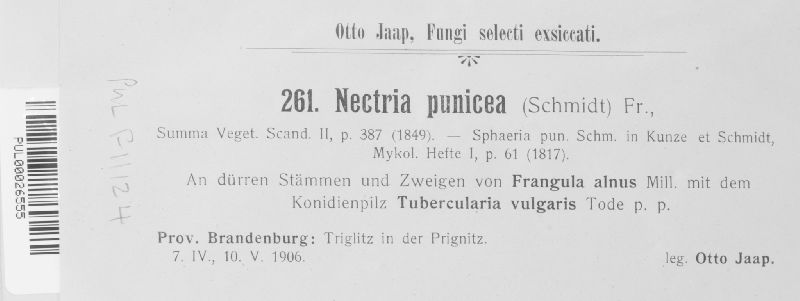 Otto Jaap, Fungi selecti exsiccati.
261. Nectria punicea (Schmidt) Fr.,
Summa Veget. Scand. II, p. 387 (1849). — Sphaeria pun. Schm. in Kunze et Schmidt,
Mykol. Hefte I, p. 61 (1817).
An dürren Stämmen und Zweigen von Frangula alnus Mill. mit dem
Konidienpilz Tubercularia vulgaris Tode p. p.
Prov. Brandenburg: Triglitz in der Prignitz.
7. IV., 10. V. 1906.
leg. Otto Jaap.
PUL F11124
PUL00026555